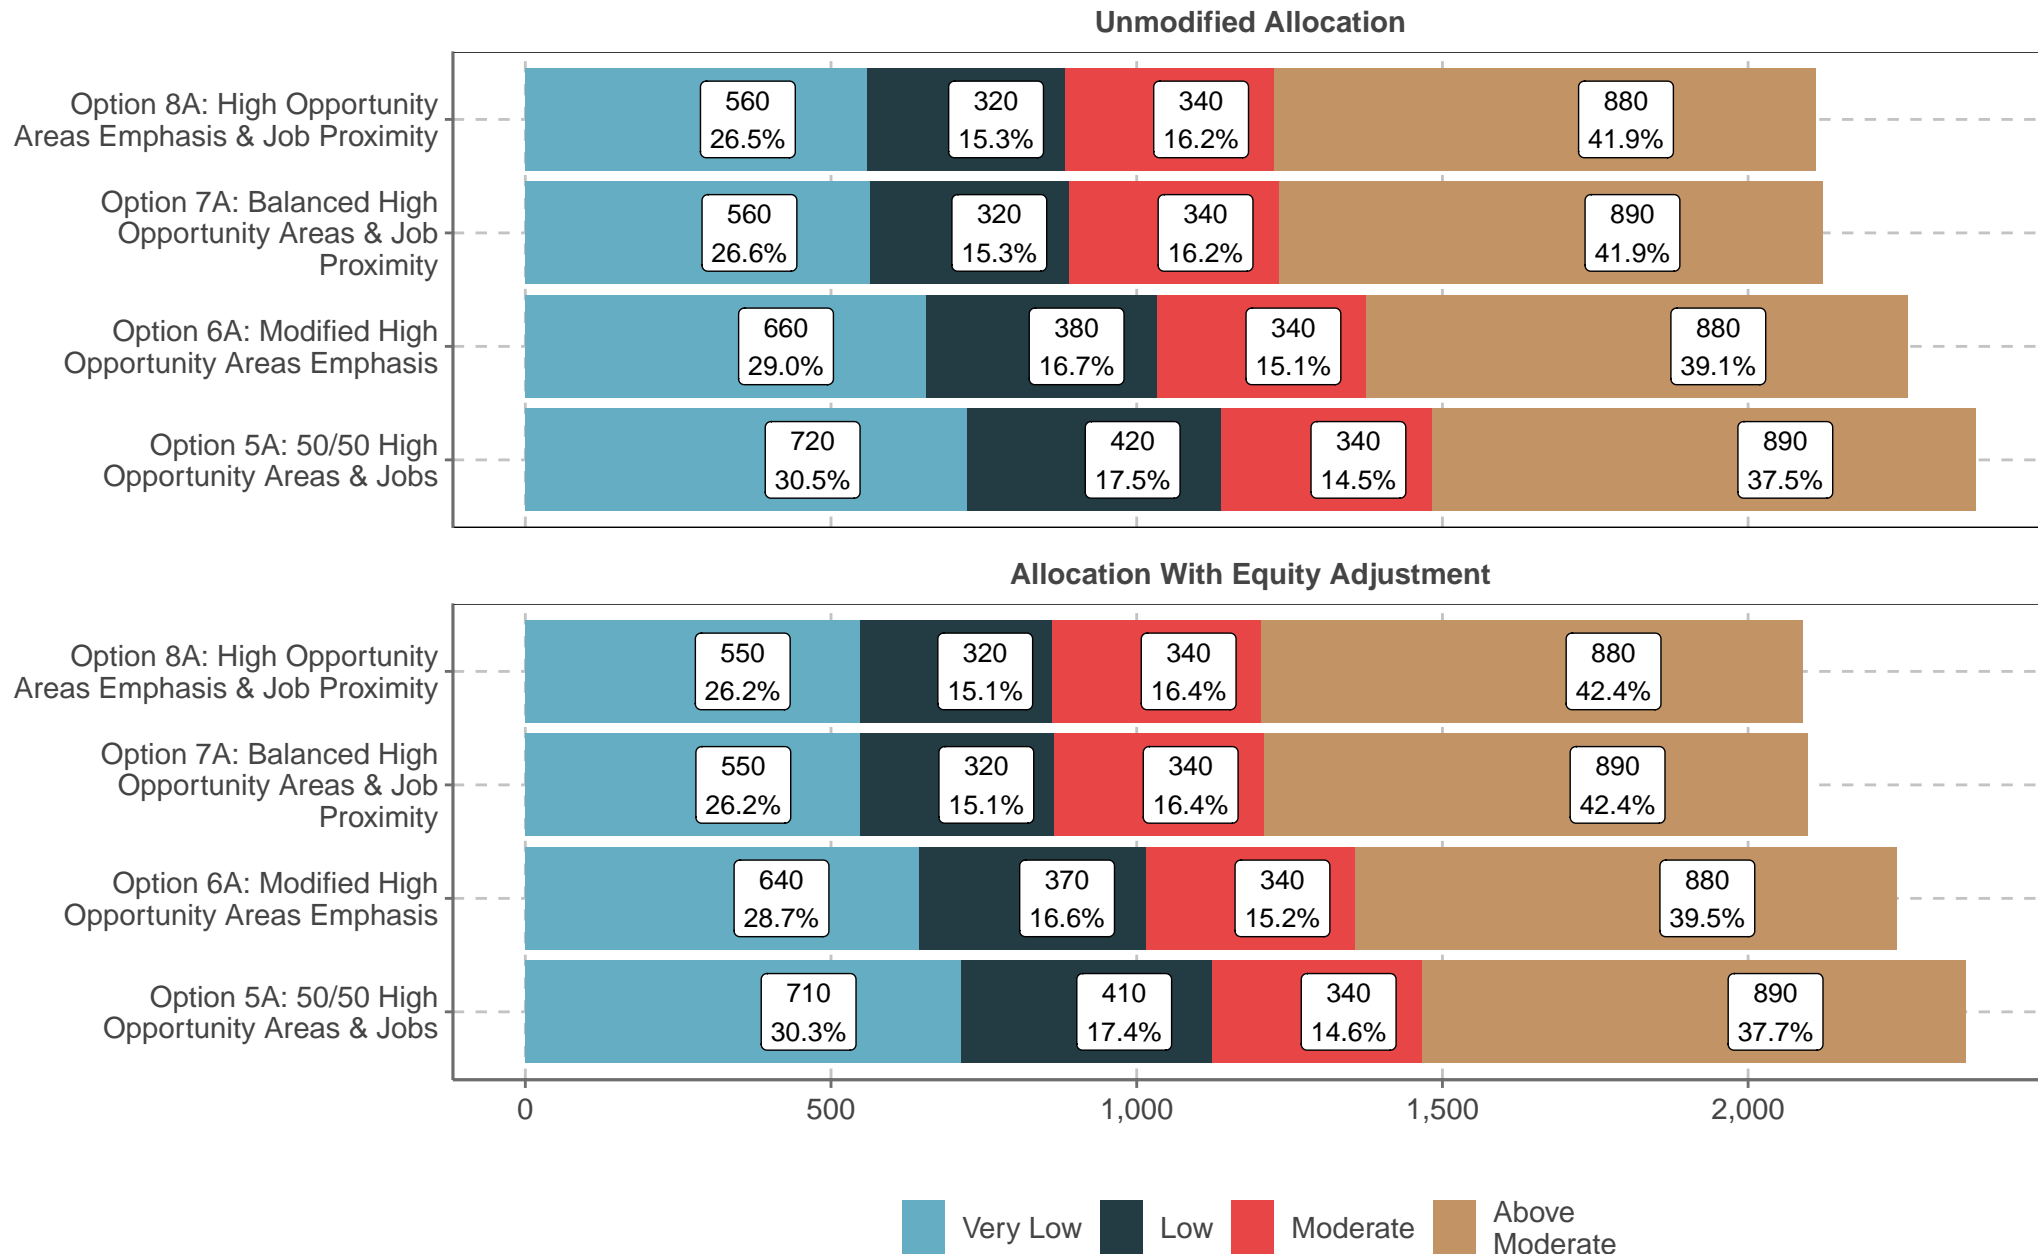 Unmodified Allocation
Option 8A: High Opportunity
Areas Emphasis & Job Proximity
560
26.5%
320
15.3%
340
16.2%
880
41.9%
Option 7A: Balanced High
Opportunity Areas & Job
Proximity
560
26.6%
320
15.3%
340
16.2%
890
41.9%
Option 6A: Modified High
Opportunity Areas Emphasis
660
29.0%
380
16.7%
340
15.1%
880
39.1%
Option 5A: 50/50 High
Opportunity Areas & Jobs
720
30.5%
420
17.5%
340
14.5%
890
37.5%
Allocation With Equity Adjustment
Option 8A: High Opportunity
Areas Emphasis & Job Proximity
550
26.2%
320
15.1%
340
16.4%
880
42.4%
Option 7A: Balanced High
Opportunity Areas & Job
Proximity
550
26.2%
320
15.1%
340
16.4%
890
42.4%
Option 6A: Modified High
Opportunity Areas Emphasis
640
28.7%
370
16.6%
340
15.2%
880
39.5%
Option 5A: 50/50 High
Opportunity Areas & Jobs
710
30.3%
410
17.4%
340
14.6%
890
37.7%
0
500
1,000
1,500
2,000
Very Low
Low
Moderate
Above
Moderate